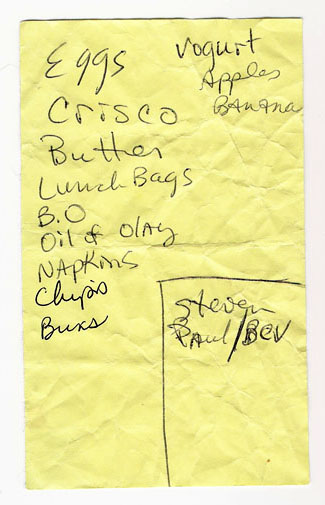 Eggs
Crisco
Butter
Lunch Bags
B.O
Oil of Olay
Napkins
Chips
Buns
Yogurt
Apples
Banana
Steven
Paul/Bev